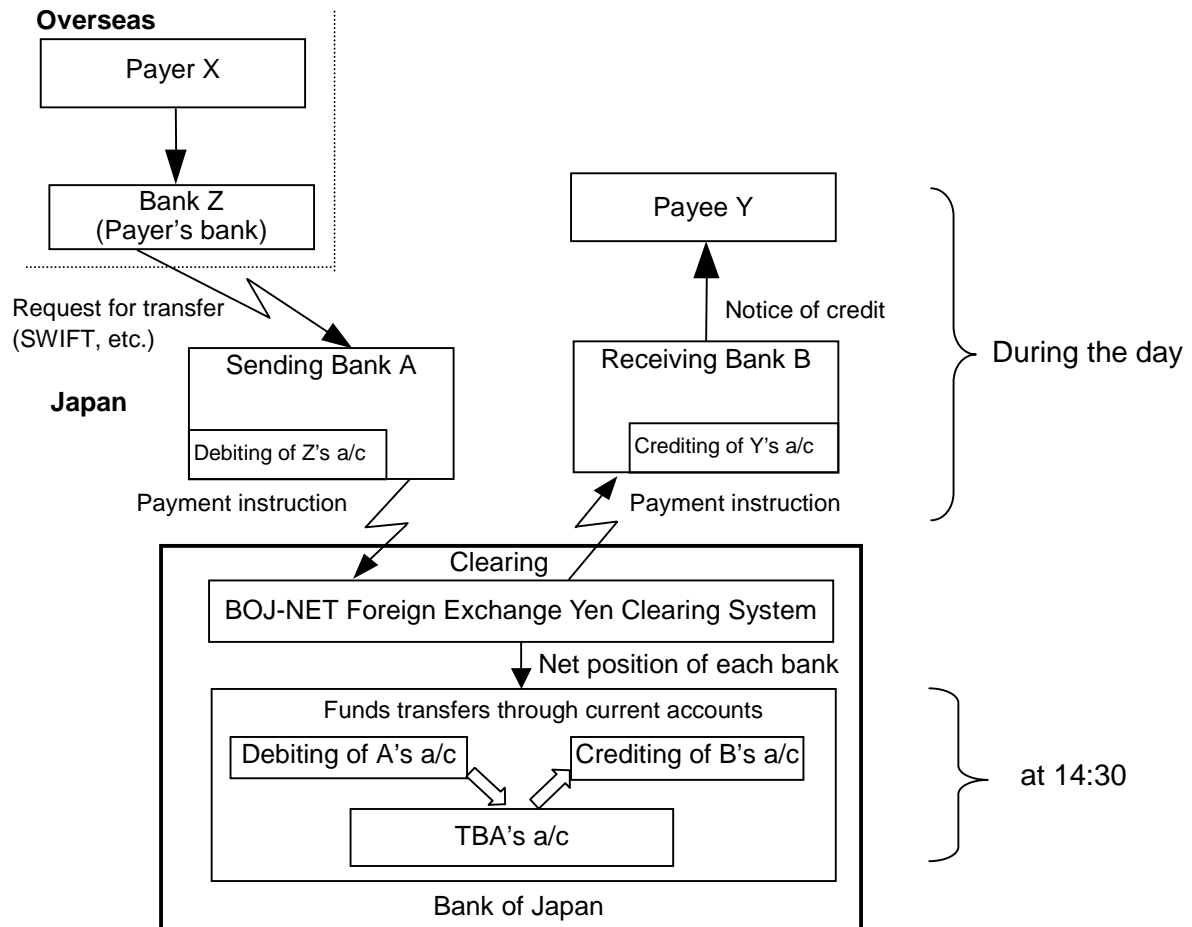 Overseas
Payer X
Bank Z
(Payer's bank)
Payee Y
Request for transfer
(SWIFT, etc.)
Notice of credit
During the day
Sending Bank A
Receiving Bank B
Japan
Debiting of Z's a/c
Crediting of Y's a/c
Payment instruction
Payment instruction
Clearing
BOJ-NET Foreign Exchange Yen Clearing System
Net position of each bank
Funds transfers through current accounts
Debiting of A's a/c
Crediting of B's a/c
at 14:30
TBA's a/c
Bank of Japan